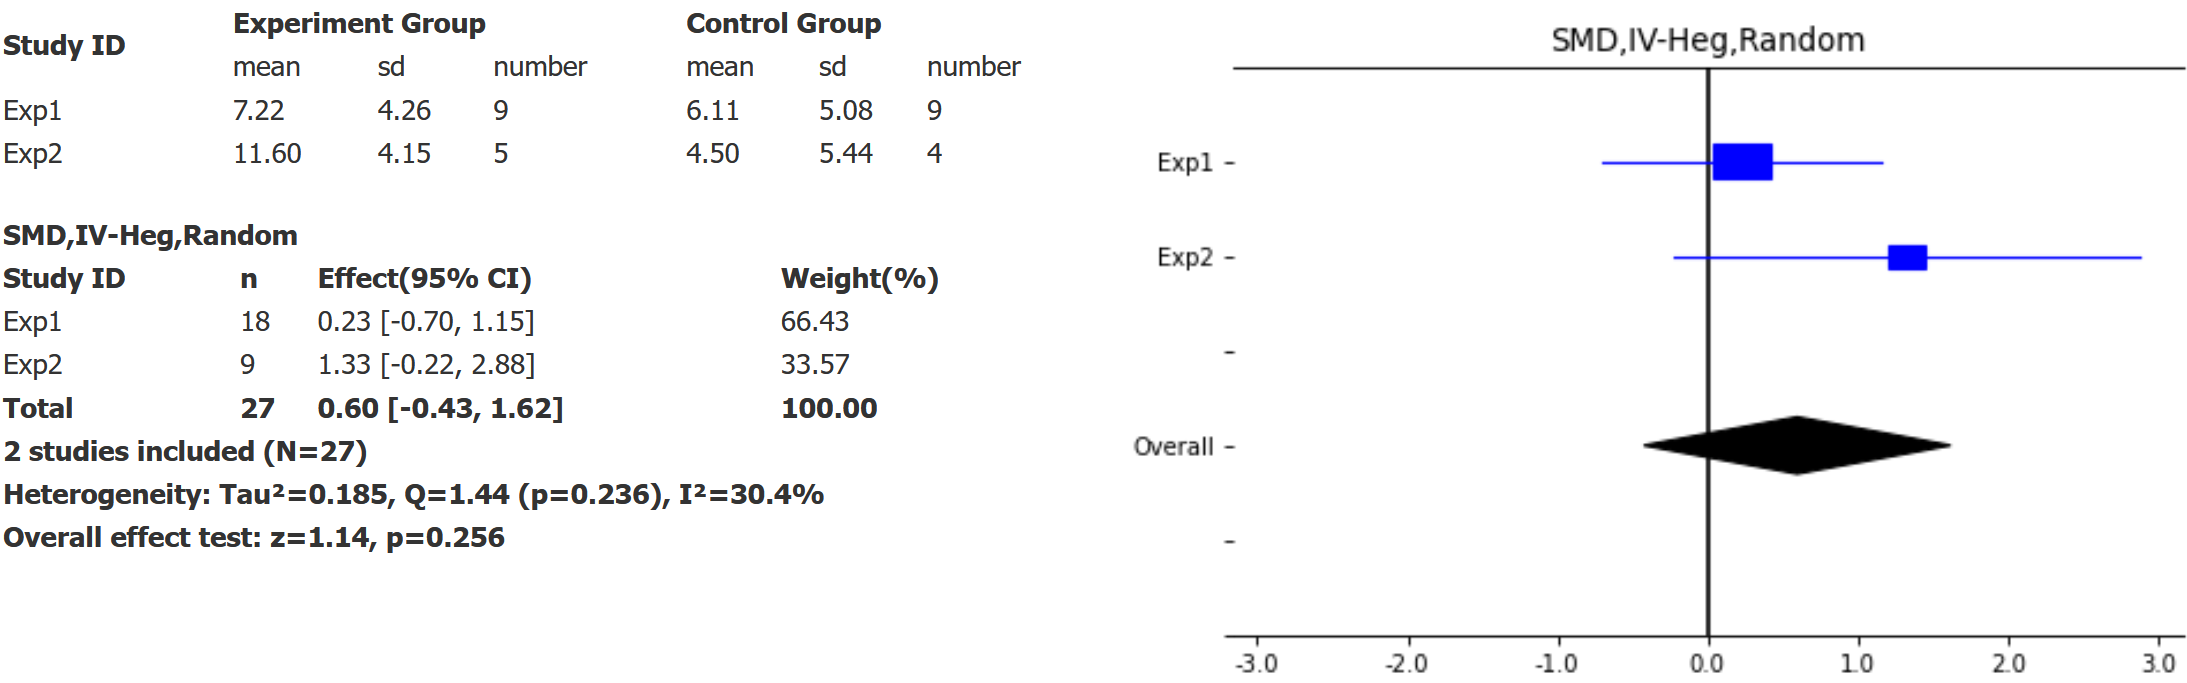 Study ID Experiment Group Control Group
mean sd number mean sd number
Exp1 7.22 4.26 9 6.11 5.08 9
Exp2 11.60 4.15 5 4.50 5.44 4
SMD,IV-Heg,Random
Study ID n Effect(95% CI) Weight(%)
Exp1 18 0.23 [-0.70, 1.15] 66.43
Exp2 9 1.33 [-0.22, 2.88] 33.57
Total 27 0.60 [-0.43, 1.62] 100.00
2 studies included (N=27)
Heterogeneity: Tau²=0.185, Q=1.44 (p=0.236), I²=30.4%
Overall effect test: z=1.14, p=0.256
SMD,IV-Heg,Random
Exp1
Exp2
Overall
-3.0 -2.0 -1.0 0.0 1.0 2.0 3.0